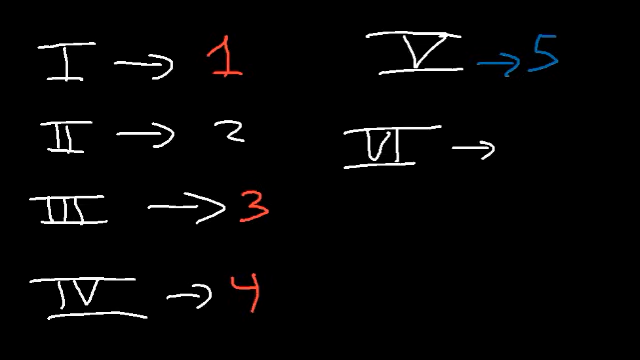 I → 1
II → 2
III → 3
IV → 4
V → 5
VI →